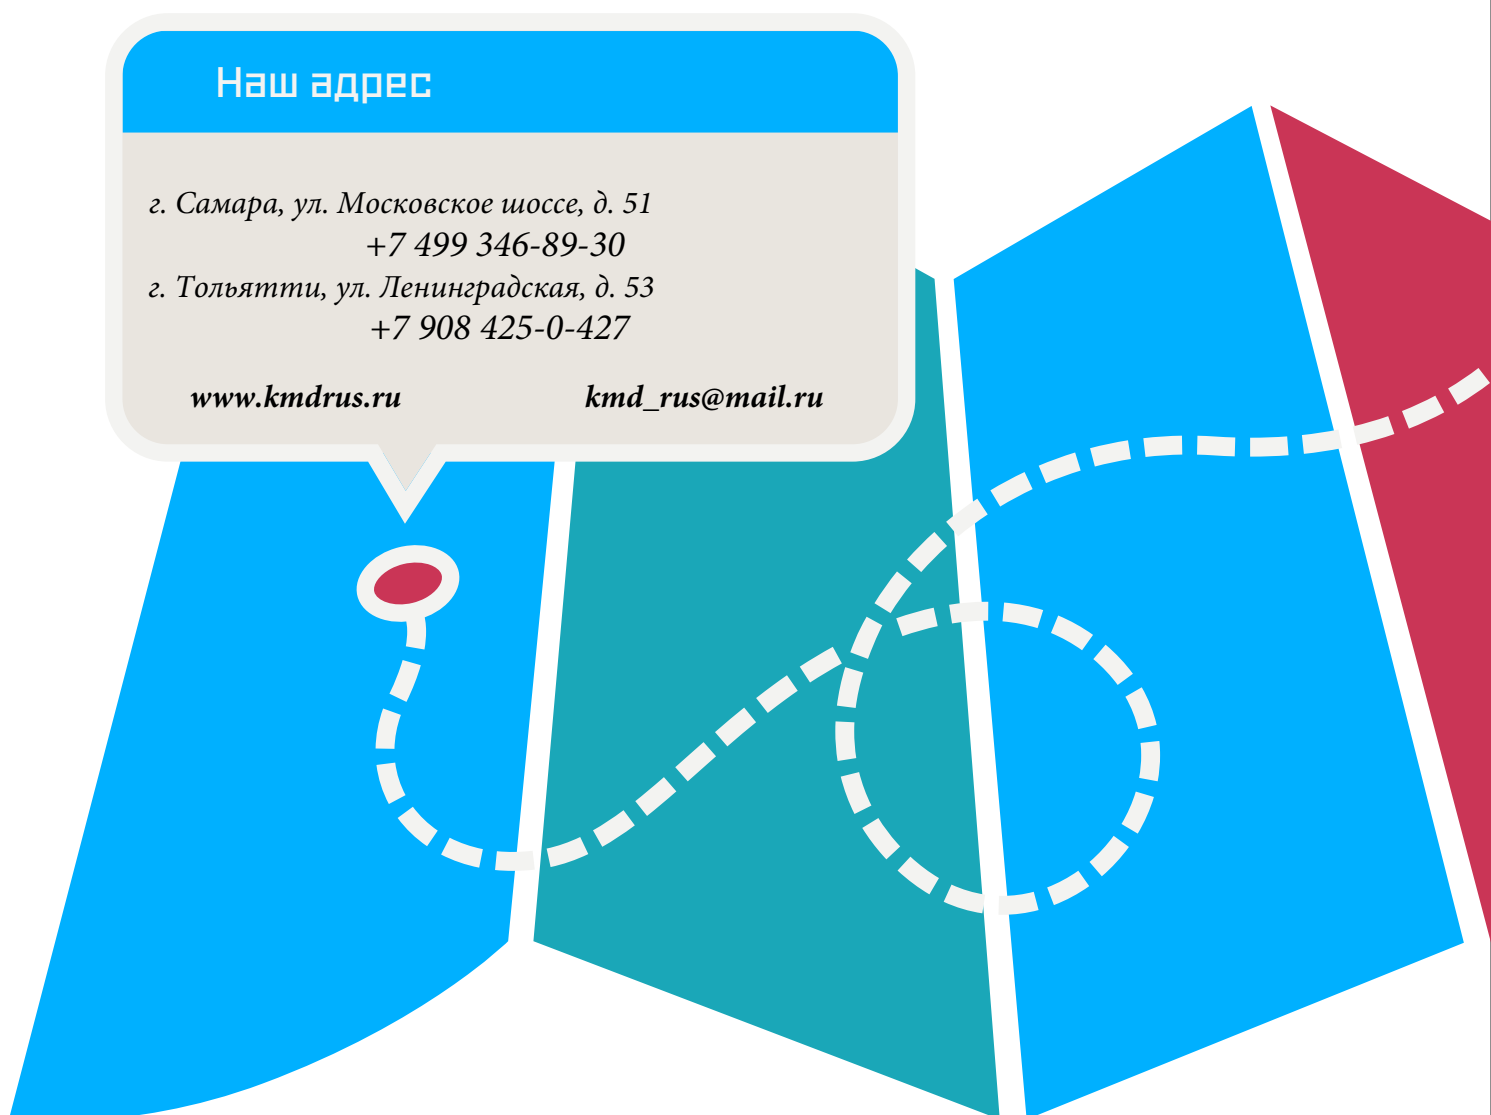 Наш адрес
г. Самара, ул. Московское шоссе, д. 51
+7 499 346-89-30
г. Тольятти, ул. Ленинградская, д. 53
+7 908 425-0-427
www.kmdrus.ru kmd_rus@mail.ru